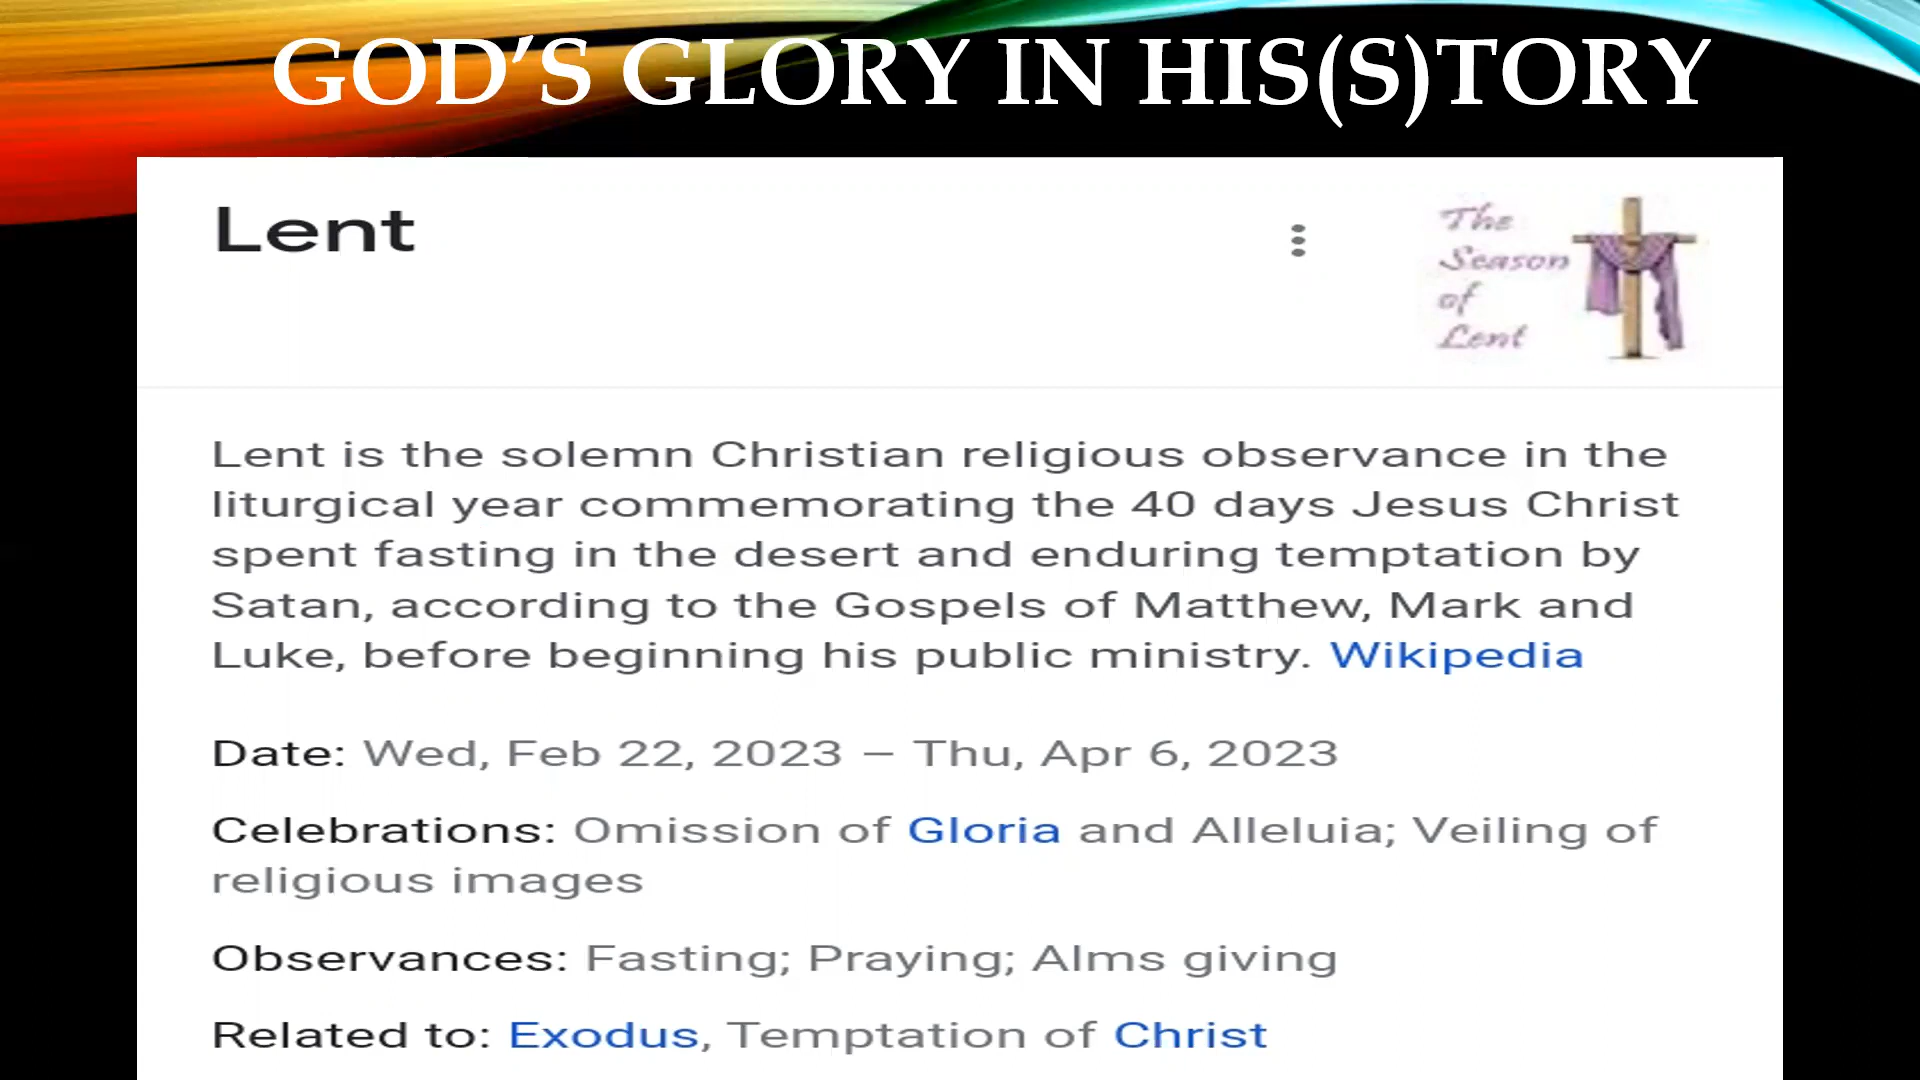 GOD’S GLORY IN HIS(S)TORY
Lent
The
Season
of
Lent
Lent is the solemn Christian religious observance in the
liturgical year commemorating the 40 days Jesus Christ
spent fasting in the desert and enduring temptation by
Satan, according to the Gospels of Matthew, Mark and
Luke, before beginning his public ministry. Wikipedia
Date: Wed, Feb 22, 2023 – Thu, Apr 6, 2023
Celebrations: Omission of Gloria and Alleluia; Veiling of
religious images
Observances: Fasting; Praying; Alms giving
Related to: Exodus, Temptation of Christ